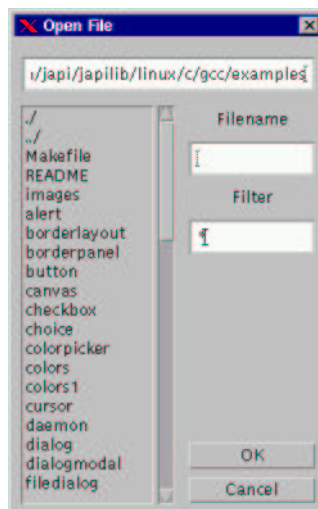 Open File
/japi/japilib/linux/c/gcc/examples
./
../
Makefile
README
images
alert
borderlayout
borderpanel
button
canvas
checkbox
choice
colorpicker
colors
colors1
cursor
daemon
dialog
dialogmodal
filedialog
Filename
Filter
*
OK
Cancel